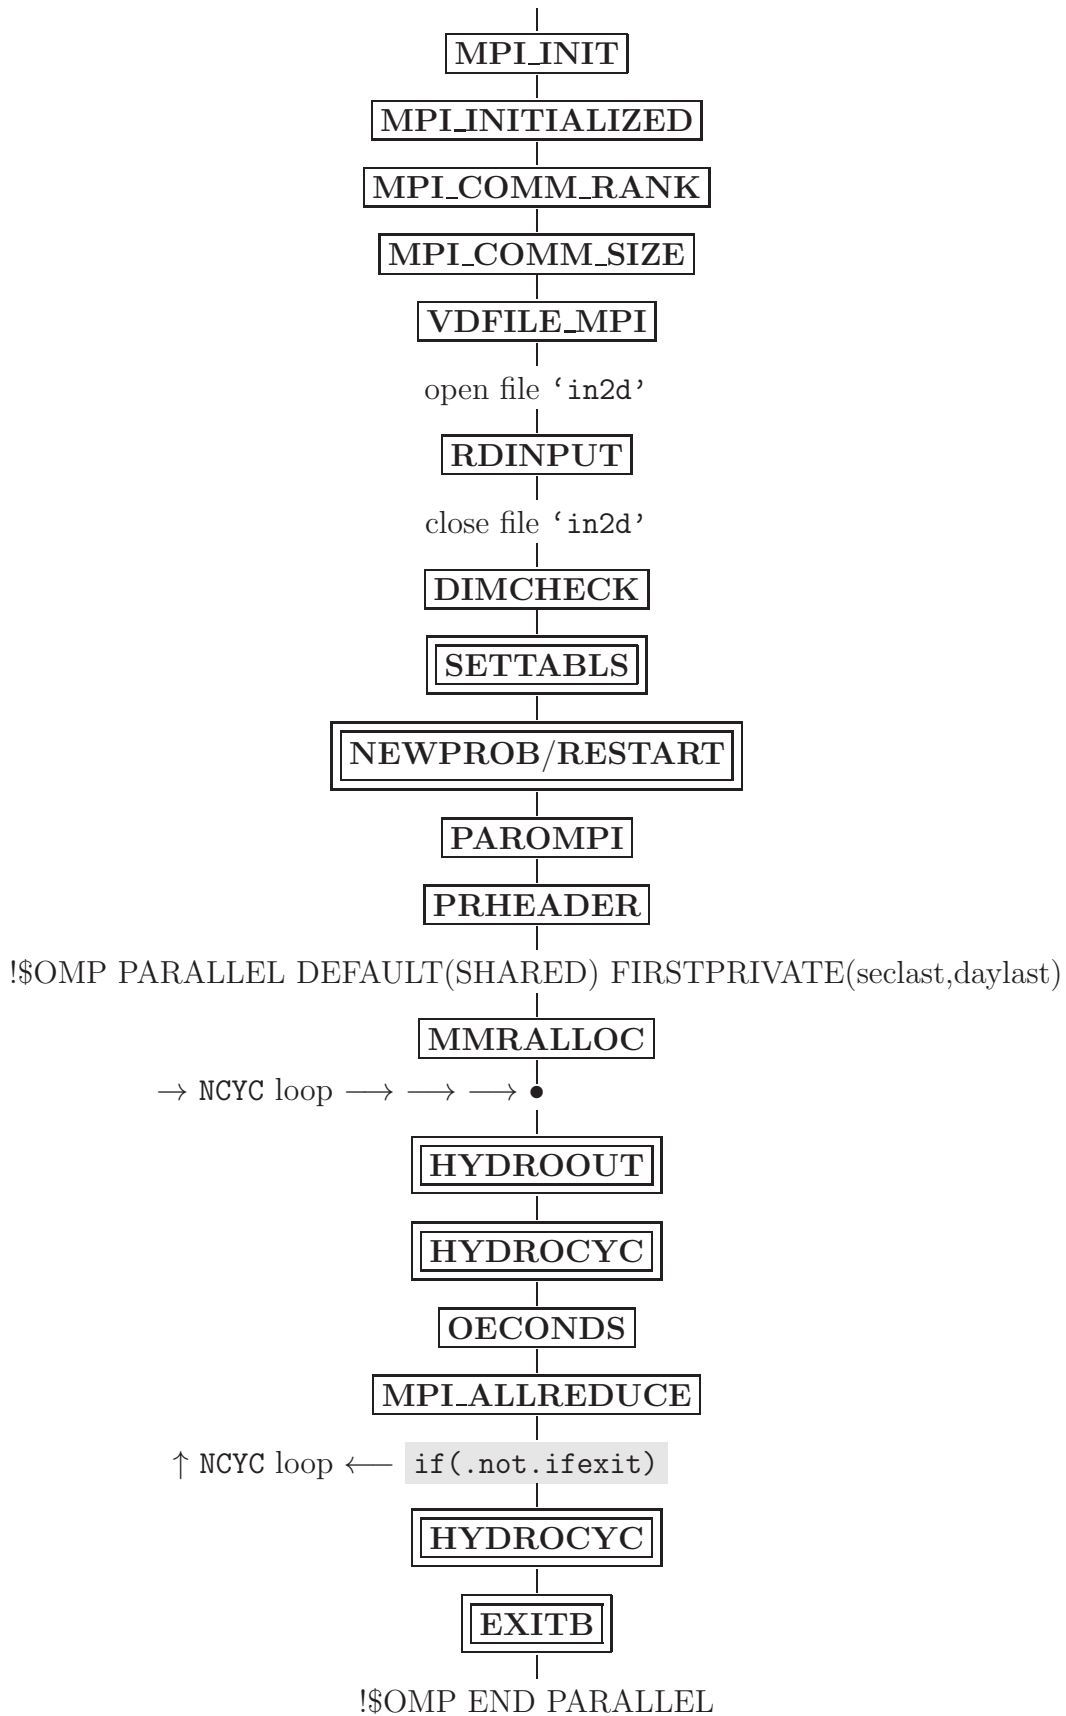 MPI_INIT
MPI_INITIALIZED
MPI_COMM_RANK
MPI_COMM_SIZE
VDFILE_MPI
open file ‘in2d’
RDINPUT
close file ‘in2d’
DIMCHECK
SETTABLS
NEWPROB/RESTART
PAROMPI
PRHEADER
!$OMP PARALLEL DEFAULT(SHARED) FIRSTPRIVATE(seclast,daylast)
MMRALLOC
→ NCYC loop ⟶ ⟶ ⟶ •
HYDROOUT
HYDROCYC
OECONDS
MPI_ALLREDUCE
↑ NCYC loop ⟵ if(.not.ifexit)
HYDROCYC
EXITB
!$OMP END PARALLEL